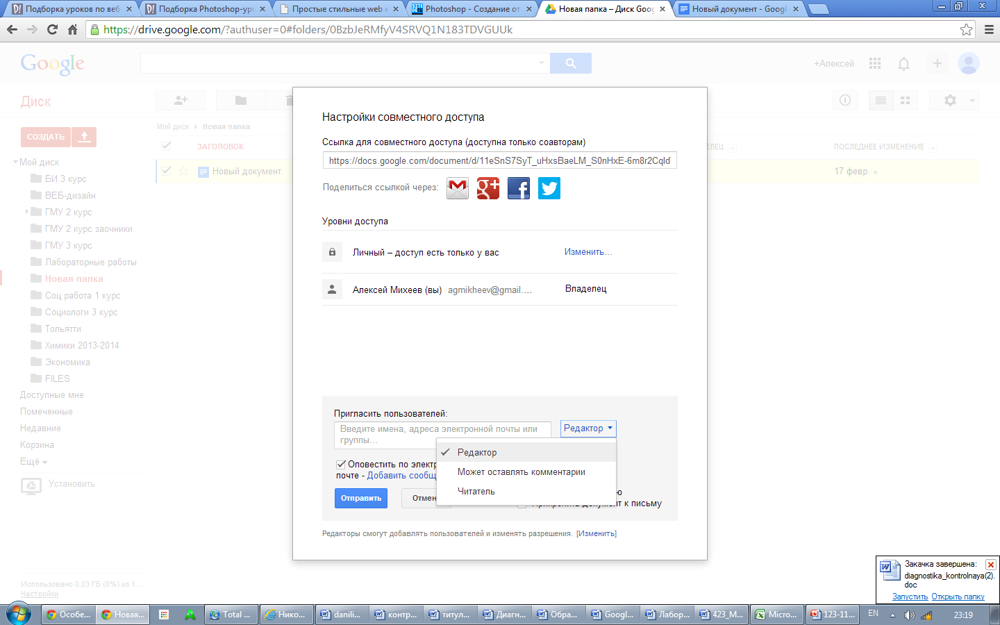 Подборка уроков по веб
Подборка Photoshop-ур
Простые стильные web
Photoshop - Создание от
Новая папка – Диск Goo
Новый документ - Googl
https://drive.google.com/?authuser=0#folders/0BzbJeRMfyV4SRVQ1N183TDVGUUk
Google
+Алексей
Диск
СОЗДАТЬ
Мой диск
БИ 3 курс
ВЕБ-дизайн
ГМУ 2 курс
ГМУ 2 курс заочники
ГМУ 3 курс
Лабораторные работы
Новая папка
Соц работа 1 курс
Социологи 3 курс
Тольятти
Химики 2013-2014
Экономика
FILES
Доступные мне
Помеченные
Недавние
Корзина
Ещё
Установить
Использовано 0,03 ГБ (0%) из 1...
Настройки
Мой диск Новая папка
ЗАГОЛОВОК
ЛЕЦ
ПОСЛЕДНЕЕ ИЗМЕНЕНИЕ
Новый документ
17 февр. »
Настройки совместного доступа
Ссылка для совместного доступа (доступна только соавторам)
https://docs.google.com/document/d/11eSnS7SyT_uHxsBaeLM_S0nHxE-6m8r2Cqld
Поделиться ссылкой через:
Уровни доступа
Личный – доступ есть только у вас
Изменить...
Алексей Михеев (вы) agmikheev@gmail....
Владелец
Пригласить пользователей:
Введите имена, адреса электронной почты или
группы...
Редактор
Редактор
Может оставлять комментарии
Читатель
Оповестить по электр
почте - Добавить сообщ
Отправить
Отмен
ю
документ к письму
Редакторы смогут добавлять пользователей и изменять разрешения. [Изменить]
Закачка завершена:
diagnostika_kontrolnaya(2).
doc
Запустить Открыть папку
Особе...
Новая...
Total ...
Нико...
danili...
контр...
титул...
Диагн...
Обра...
Googl...
Лабор...
423_М...
Micro...
123-11...
EN
23:19